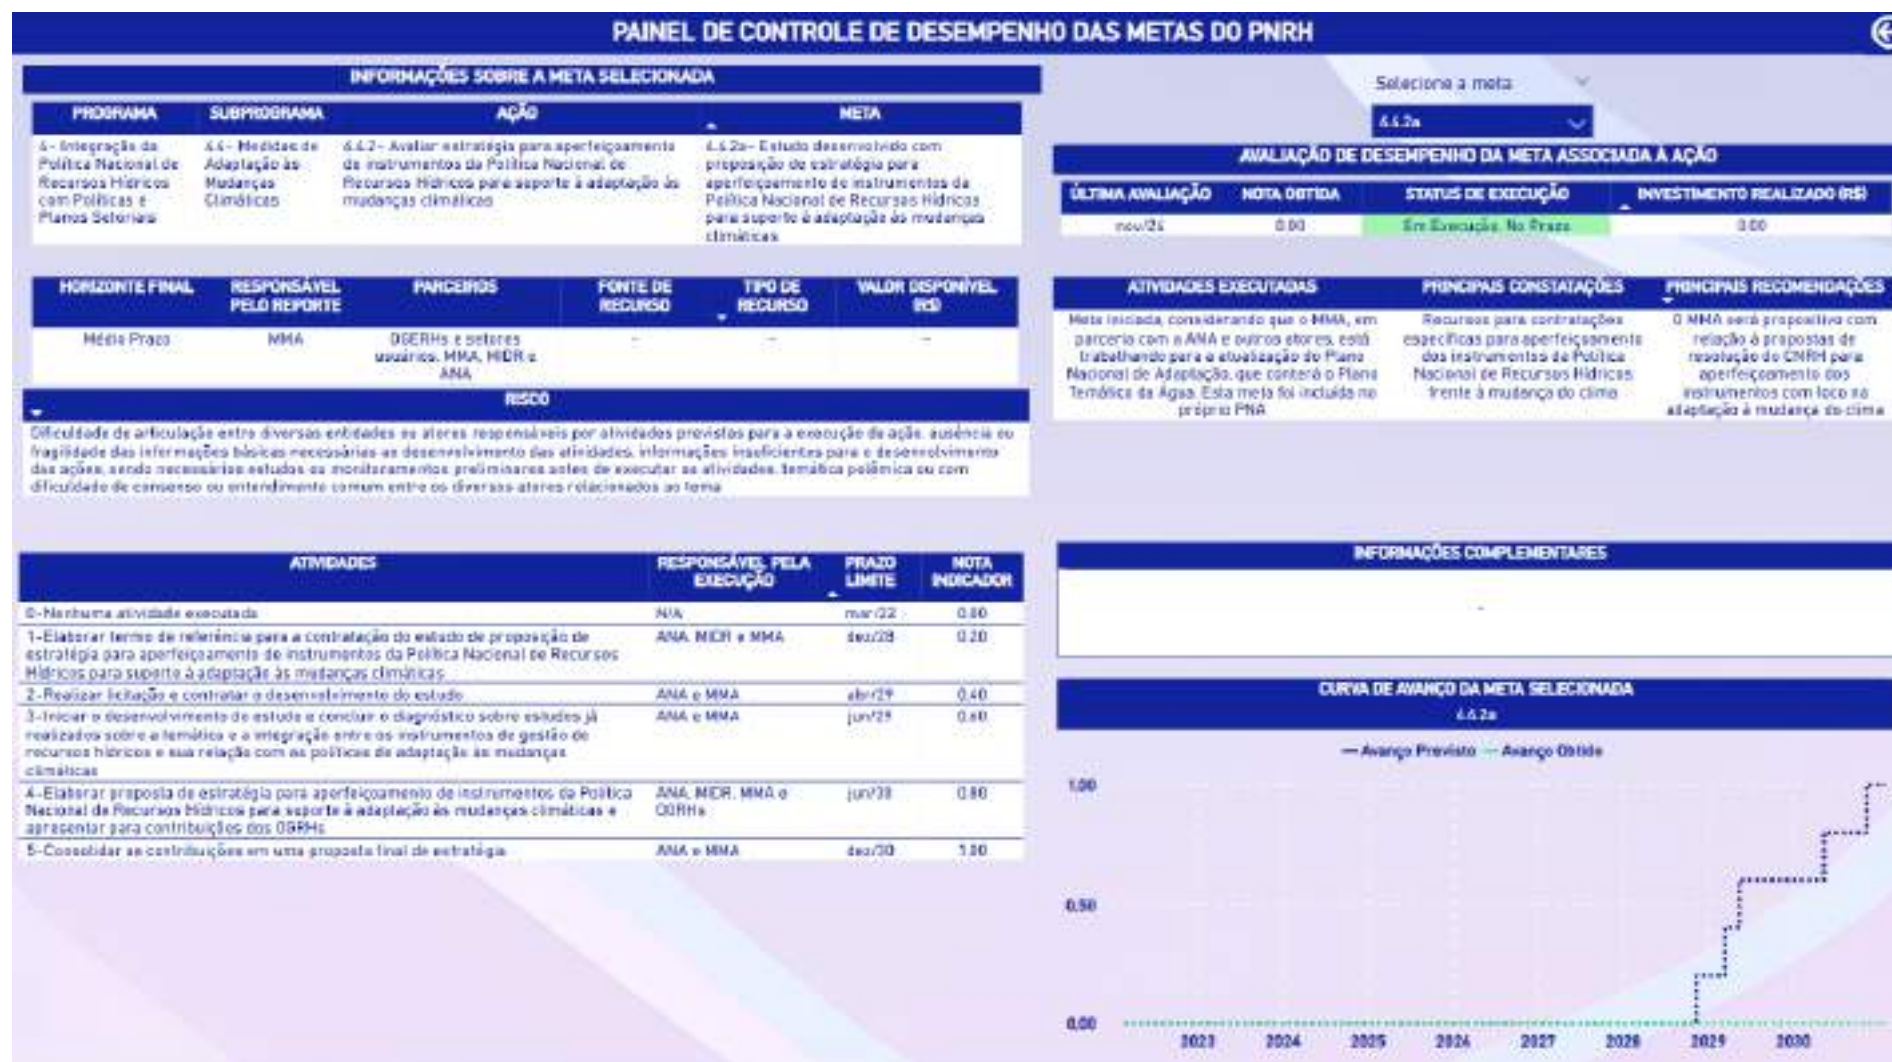 PAINEL DE CONTROLE DE DESEMPENHO DAS METAS DO PNRH
INFORMAÇÕES SOBRE A META SELECIONADA
PROGRAMA SUBPROGRAMA AÇÃO META
4- Integração da Política Nacional de Recursos Hídricos com Políticas e Planos Setoriais
4.4- Medidas de Adaptação às Mudanças Climáticas
4.4.2- Avaliar estratégia para aperfeiçoamento de instrumentos da Política Nacional de Recursos Hídricos para suporte à adaptação às mudanças climáticas
4.4.2a- Estudo desenvolvido com proposição de estratégia para aperfeiçoamento de instrumentos da Política Nacional de Recursos Hídricos para suporte à adaptação às mudanças climáticas
HORIZONTE FINAL RESPONSÁVEL PELO REPORTE PARCEIROS FONTE DE RECURSO TIPO DE RECURSO VALOR DISPONÍVEL (R$)
Médio Prazo MMA OGERHs e setores usuários, MMA, MIDR e ANA - - -
RISCO
Dificuldade de articulação entre diversas entidades ou atores responsáveis por atividades previstas para a execução da ação, ausência ou
fragilidade das informações básicas necessárias ao desenvolvimento das atividades, informações insuficientes para o desenvolvimento
das ações, sendo necessários estudos ou monitoramentos preliminares antes de executar as atividades, temática polêmica ou com
dificuldade de consenso ou entendimento comum entre os diversos atores relacionados ao tema
ATIVIDADES RESPONSÁVEL PELA EXECUÇÃO PRAZO LIMITE NOTA INDICADOR
0-Nenhuma atividade executada N/A mar/22 0.00
1-Elaborar termo de referência para a contratação do estudo de proposição de ANA, MIDR e MMA dez/28 0.20
estratégia para aperfeiçoamento de instrumentos da Política Nacional de Recursos
Hídricos para suporte à adaptação às mudanças climáticas
2-Realizar licitação e contratar o desenvolvimento do estudo ANA e MMA abr/29 0.40
3-Iniciar o desenvolvimento do estudo e concluir o diagnóstico sobre estudos já ANA e MMA jun/29 0.60
realizados sobre a temática e a integração entre os instrumentos de gestão de
recursos hídricos e sua relação com as políticas de adaptação às mudanças
climáticas
4-Elaborar proposta de estratégia para aperfeiçoamento de instrumentos da Política ANA, MIDR, MMA e OGRHs jun/30 0.80
Nacional de Recursos Hídricos para suporte à adaptação às mudanças climáticas e
apresentar para contribuições dos OGRHs
5-Consolidar as contribuições em uma proposta final de estratégia ANA e MMA dez/30 1.00
Selecione a meta
4.4.2a
AVALIAÇÃO DE DESEMPENHO DA META ASSOCIADA À AÇÃO
ÚLTIMA AVALIAÇÃO NOTA OBTIDA STATUS DE EXECUÇÃO INVESTIMENTO REALIZADO (R$)
nov/24 0.00 Em Execução, No Prazo 0.00
ATIVIDADES EXECUTADAS PRINCIPAIS CONSTATAÇÕES PRINCIPAIS RECOMENDAÇÕES
Meta iniciada, considerando que o MMA, em parceria com a ANA e outros atores, está trabalhando para a atualização do Plano Nacional de Adaptação, que conterá o Plano Temático da Água. Esta meta foi incluída no próprio PNA
Recursos para contratações específicas para aperfeiçoamento dos instrumentos da Política Nacional de Recursos Hídricos frente à mudança do clima
O MMA será propositivo com relação à propostas de resolução do CNRH para aperfeiçoamento dos instrumentos com foco na adaptação à mudança do clima
INFORMAÇÕES COMPLEMENTARES
-
CURVA DE AVANÇO DA META SELECIONADA
4.4.2a
Avanço Previsto Avanço Obtido
1.00
0.50
0.00
2023 2024 2025 2026 2027 2028 2029 2030